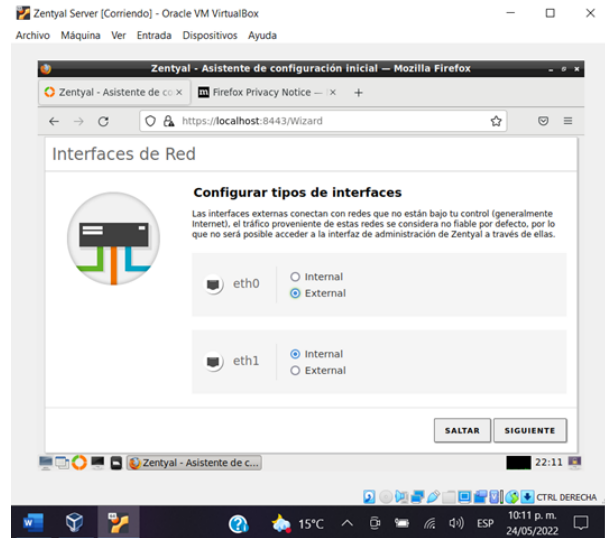 Zentyal Server [Corriendo] - Oracle VM VirtualBox
Archivo Máquina Ver Entrada Dispositivos Ayuda
Zentyal - Asistente de configuración inicial — Mozilla Firefox
Zentyal - Asistente de co
Firefox Privacy Notice —
https://localhost:8443/Wizard
Interfaces de Red
Configurar tipos de interfaces
Las interfaces externas conectan con redes que no están bajo tu control (generalmente
Internet), el tráfico proveniente de estas redes se considera no fiable por defecto, por lo
que no será posible acceder a la interfaz de administración de Zentyal a través de ellas.
eth0
Internal
External
eth1
Internal
External
SALTAR SIGUIENTE
Zentyal - Asistente de c...
22:11
CTRL DERECHA
15°C
ESP
10:11 p. m.
24/05/2022